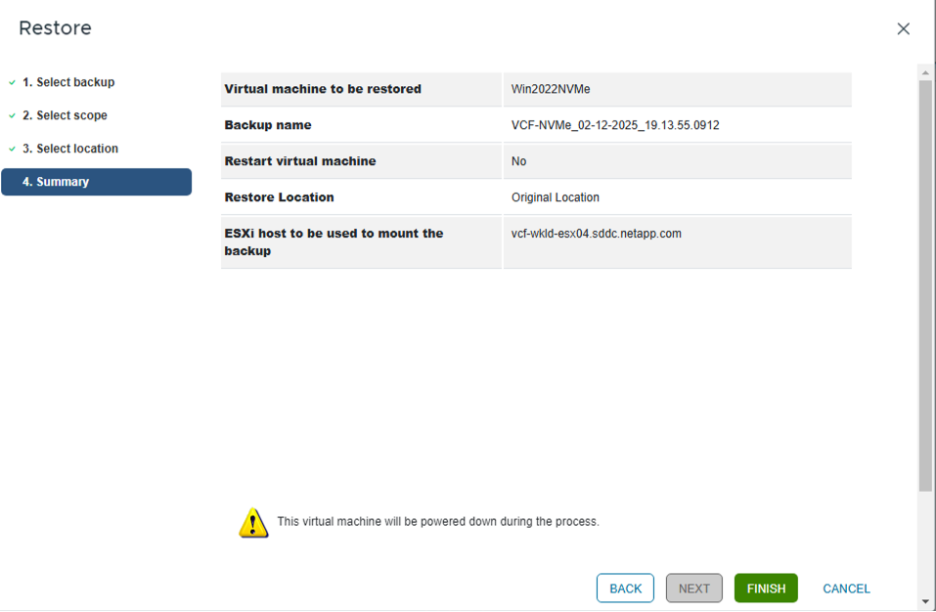 Restore
1. Select backup
2. Select scope
3. Select location
4. Summary
Virtual machine to be restored Win2022NVMe
Backup name VCF-NVMe_02-12-2025_19.13.55.0912
Restart virtual machine No
Restore Location Original Location
ESXi host to be used to mount the vcf-wkld-esx04.sddc.netapp.com
backup
This virtual machine will be powered down during the process.
BACK NEXT FINISH CANCEL